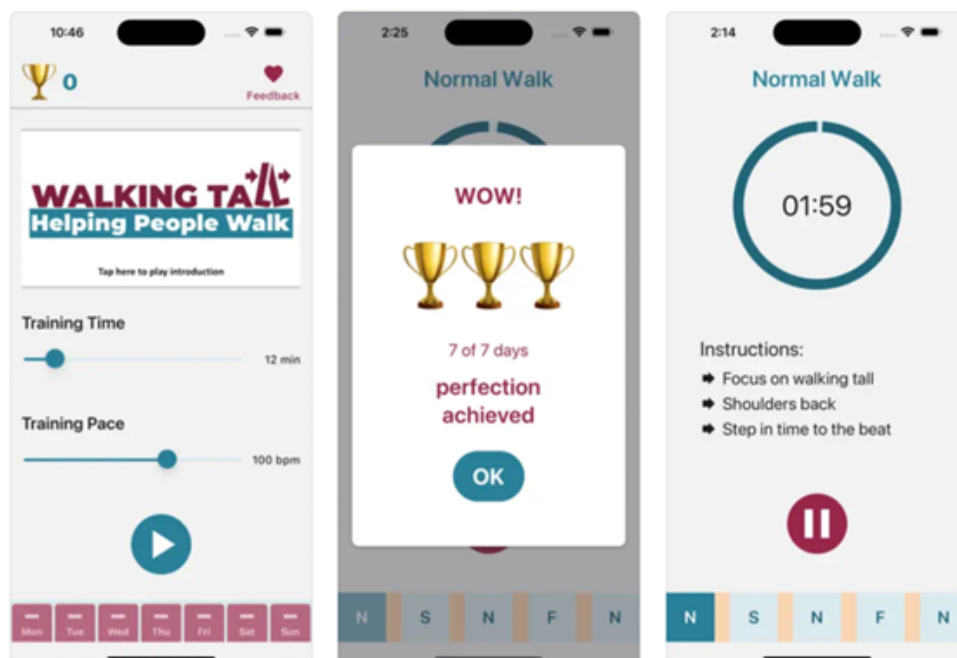 10:46
0
Feedback
WALKING TALL
Helping People Walk
Tap here to play introduction
Training Time
12 min
Training Pace
100 bpm
Mon Tue Wed Thu Fri Sat Sun
2:25
Normal Walk
WOW!
7 of 7 days
perfection
achieved
OK
N S N F N
2:14
Normal Walk
01:59
Instructions:
Focus on walking tall
Shoulders back
Step in time to the beat
N S N F N